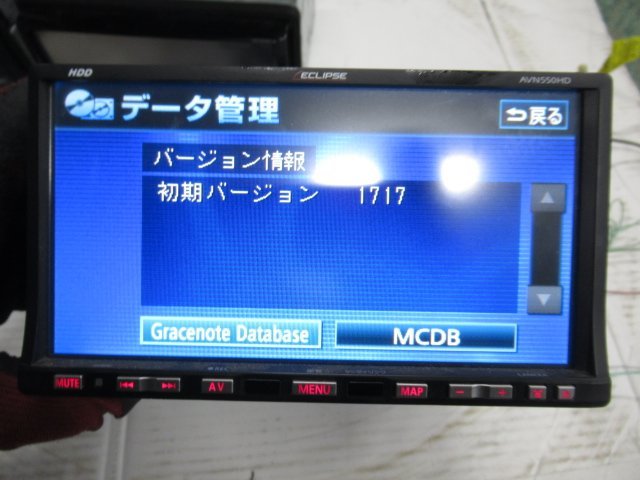 HDD ECLIPSE AVN550HD
データ管理 戻る
バージョン情報
初期バージョン 1717
Gracenote Database MCDB
MUTE AV MENU MAP